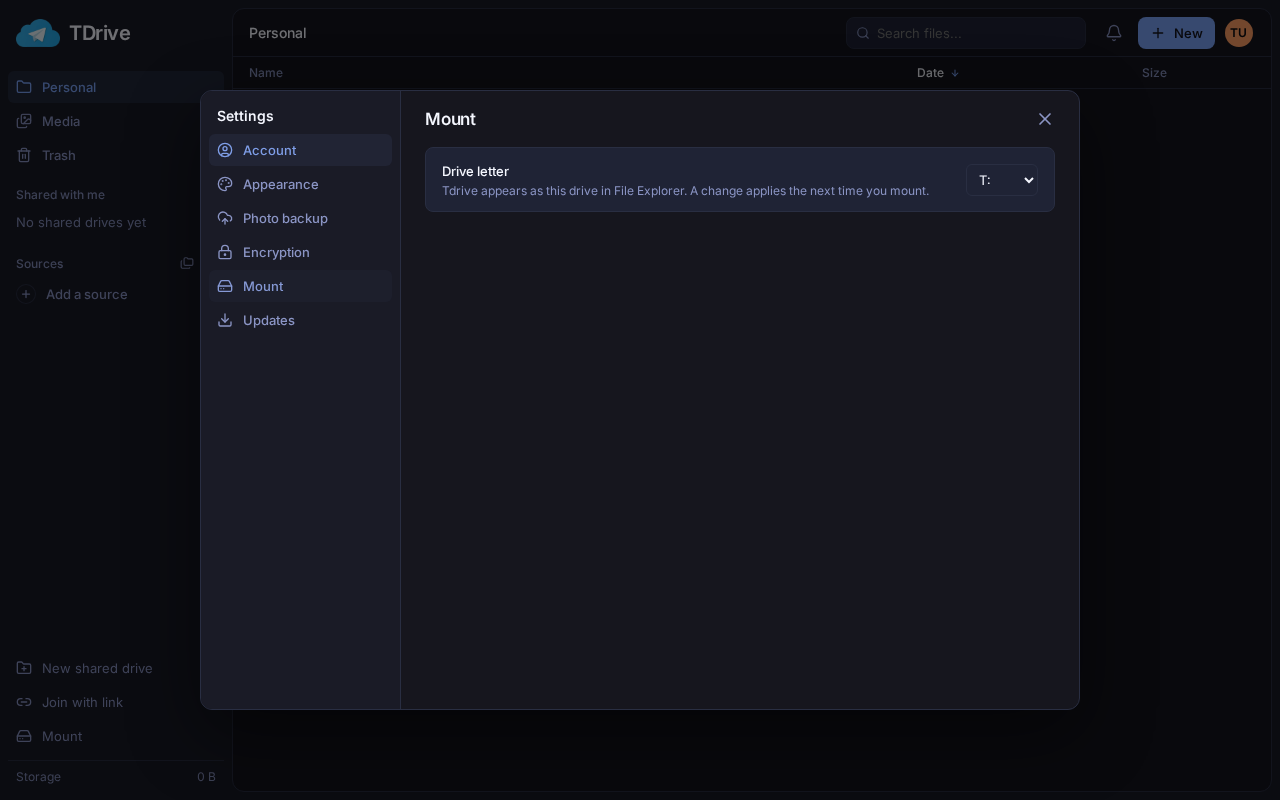 TDrive
Personal
Media
Trash
Shared with me
No shared drives yet
Sources
Add a source
New shared drive
Join with link
Mount
Storage 0 B
Personal
Search files...
New
TU
Name Date Size
Settings
Account
Appearance
Photo backup
Encryption
Mount
Updates
Mount
Drive letter
Tdrive appears as this drive in File Explorer. A change applies the next time you mount.
T: